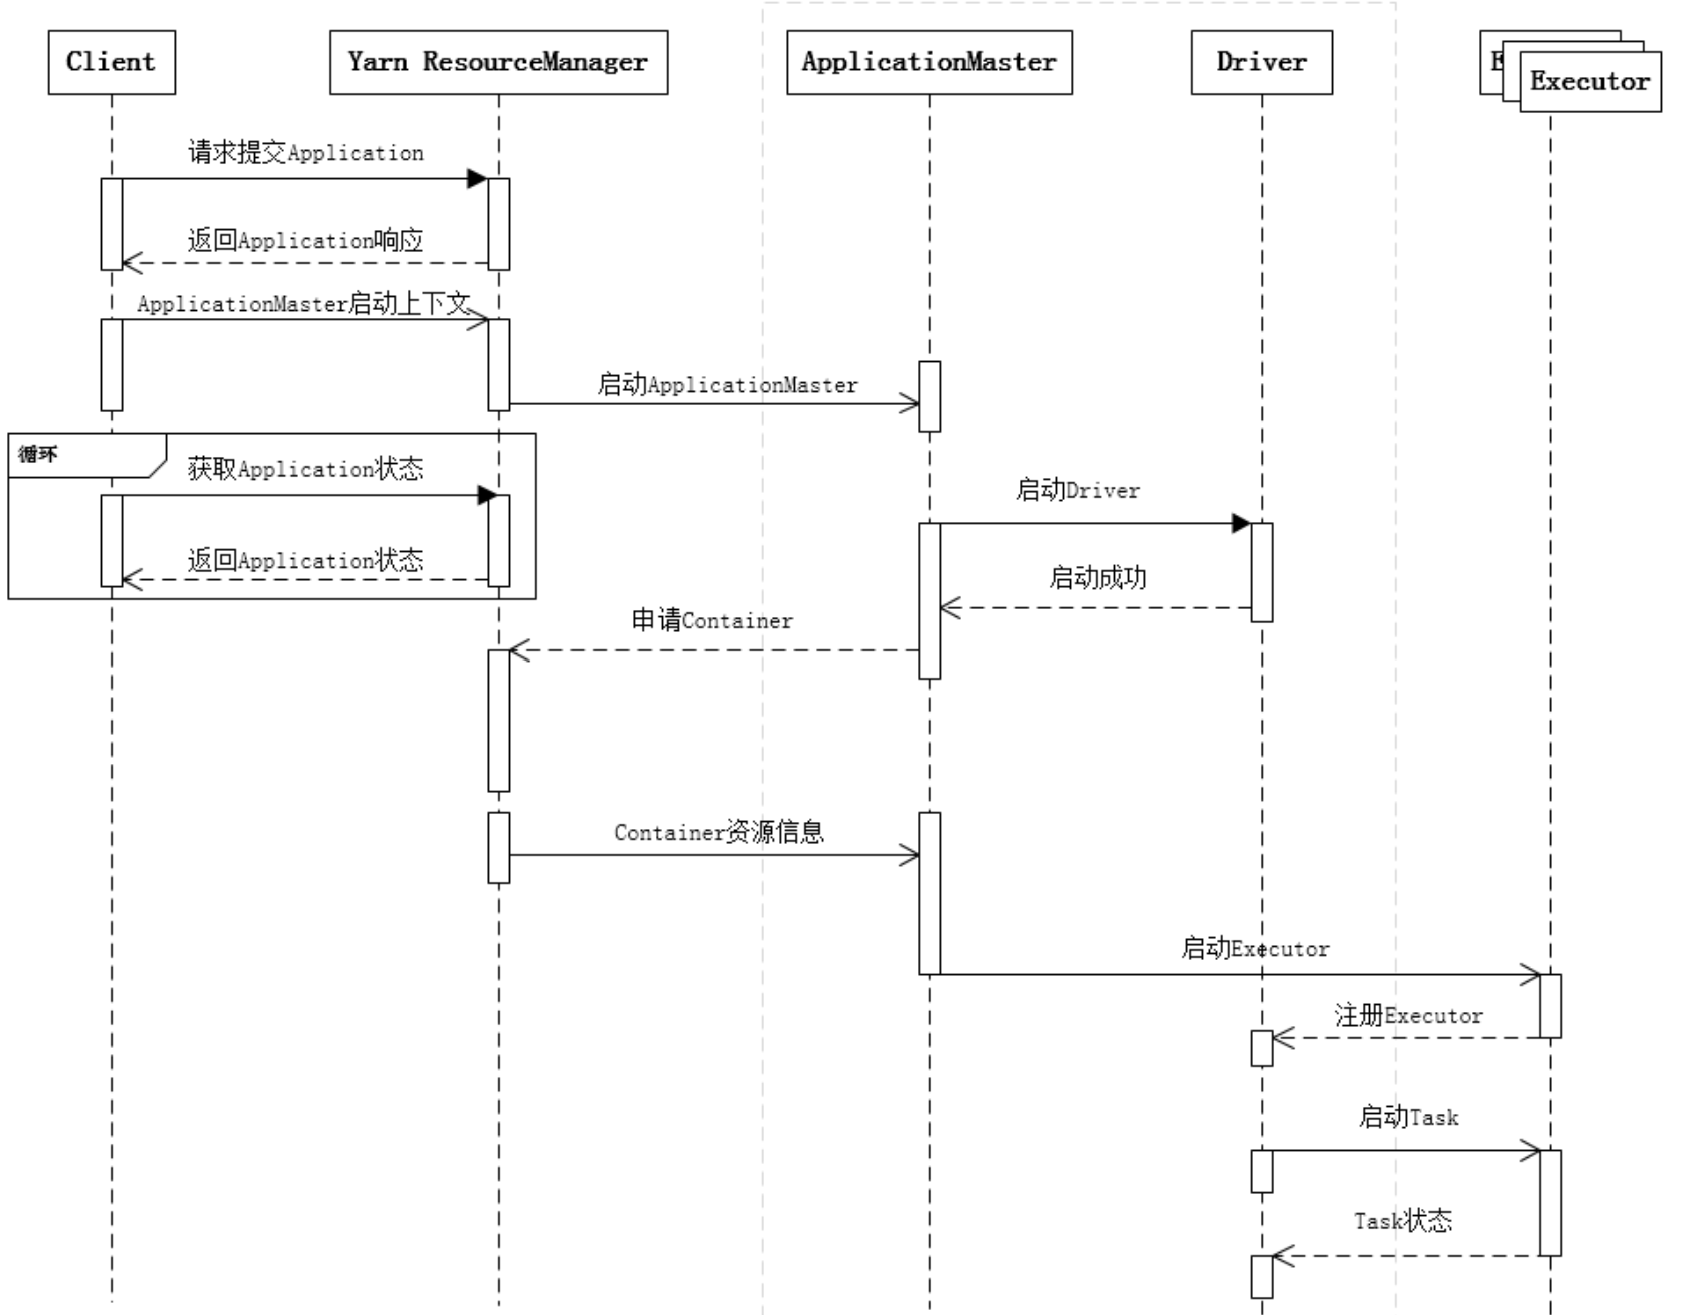 Client
Yarn ResourceManager
ApplicationMaster
Driver
E
Executor
请求提交Application
返回Application响应
ApplicationMaster启动上下文
启动ApplicationMaster
循环
获取Application状态
启动Driver
返回Application状态
启动成功
申请Container
Container资源信息
启动Executor
注册Executor
启动Task
Task状态